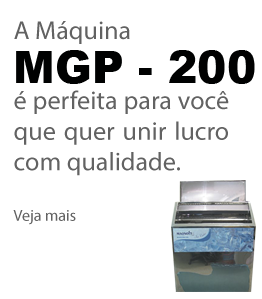 A Máquina
MGP - 200
é perfeita para você
que quer unir lucro
com qualidade.
Veja mais